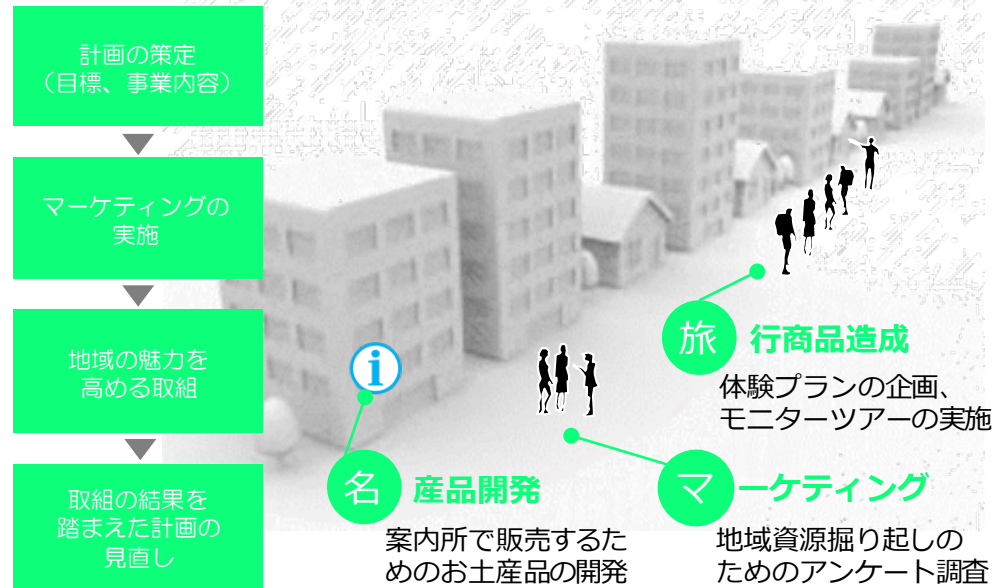 計画の策定
（目標、事業内容）
マーケティングの
実施
地域の魅力を
高める取組
取組の結果を
踏まえた計画の
見直し
i
旅行商品造成
体験プランの企画、
モニターツアーの実施
名産品開発
案内所で販売するた
めのお土産品の開発
マーケティング
地域資源掘り起しの
ためのアンケート調査